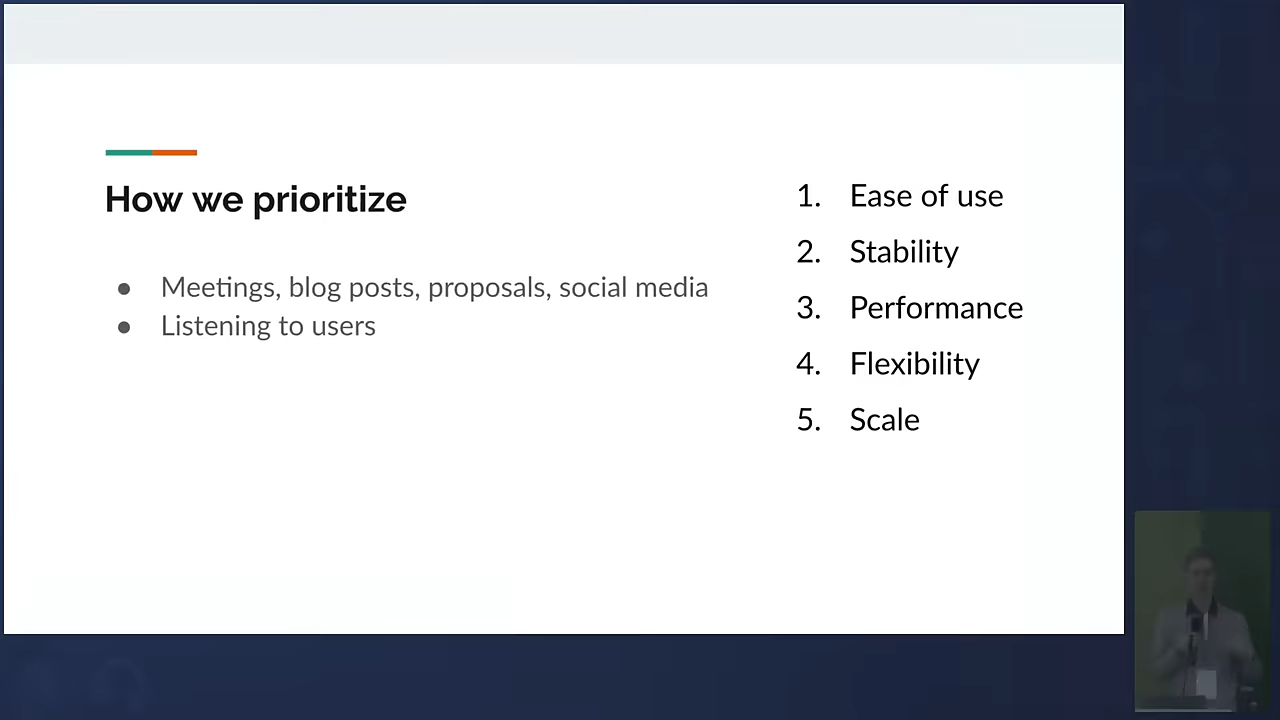 How we prioritize
● Meetings, blog posts, proposals, social media
● Listening to users
1. Ease of use
2. Stability
3. Performance
4. Flexibility
5. Scale